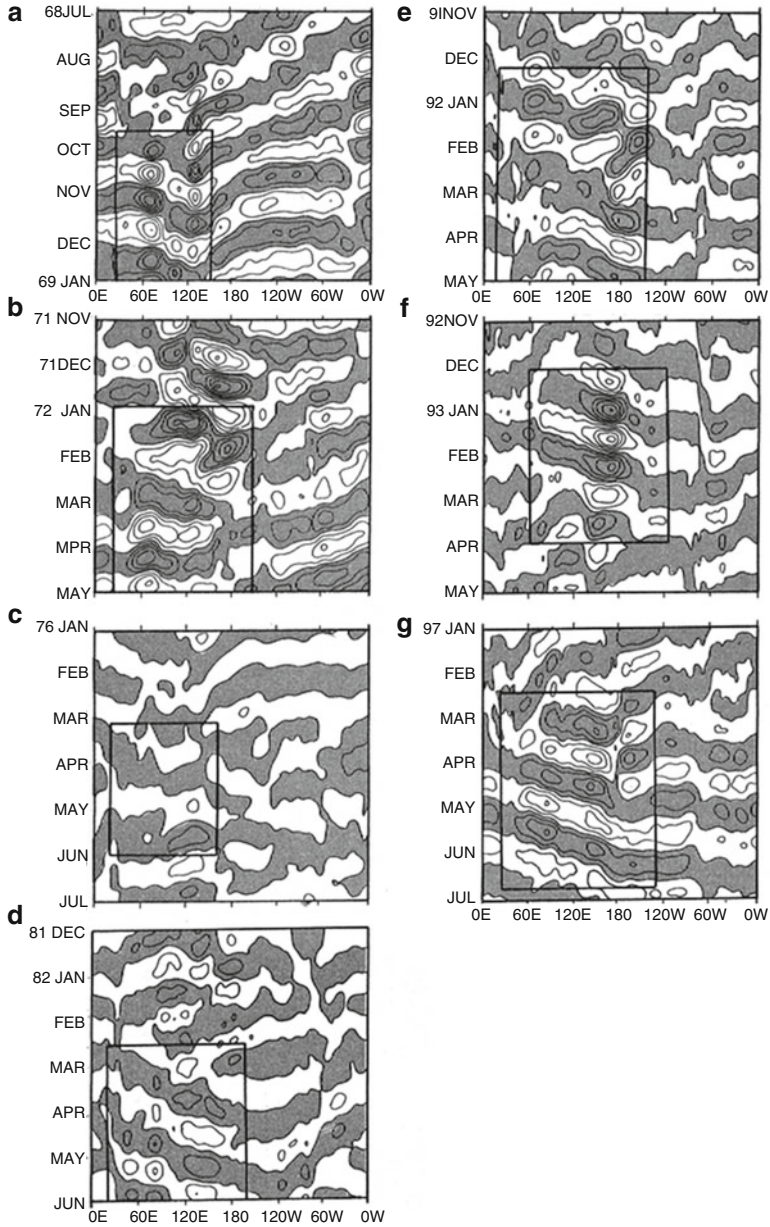 a
68JUL
AUG
SEP
OCT
NOV
DEC
69 JAN
0E 60E 120E 180 120W 60W 0W
b
71 NOV
71DEC
72 JAN
FEB
MAR
MPR
MAY
c
76 JAN
FEB
MAR
APR
MAY
JUN
JUL
d
81 DEC
82 JAN
FEB
MAR
APR
MAY
JUN
0E 60E 120E 180 120W 60W 0W
e
9INOV
DEC
92 JAN
FEB
MAR
APR
MAY
0E 60E 120E 180 120W 60W 0W
f
92NOV
DEC
93 JAN
FEB
MAR
APR
MAY
g
97 JAN
FEB
MAR
APR
MAY
JUN
JUL
0E 60E 120E 180 120W 60W 0W